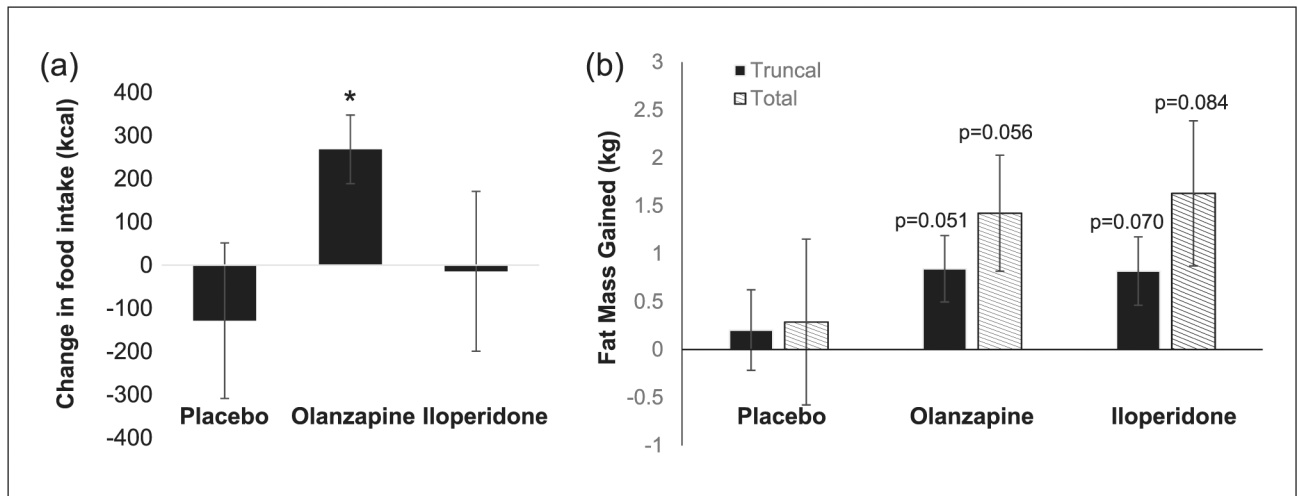 (a)
Change in food intake (kcal)
400
300
200
100
0
-100
-200
-300
-400
*
Placebo Olanzapine Iloperidone
(b)
Fat Mass Gained (kg)
3
2.5
2
1.5
1
0.5
0
-0.5
-1
Truncal
Total
p=0.051
p=0.056
p=0.070
p=0.084
Placebo Olanzapine Iloperidone